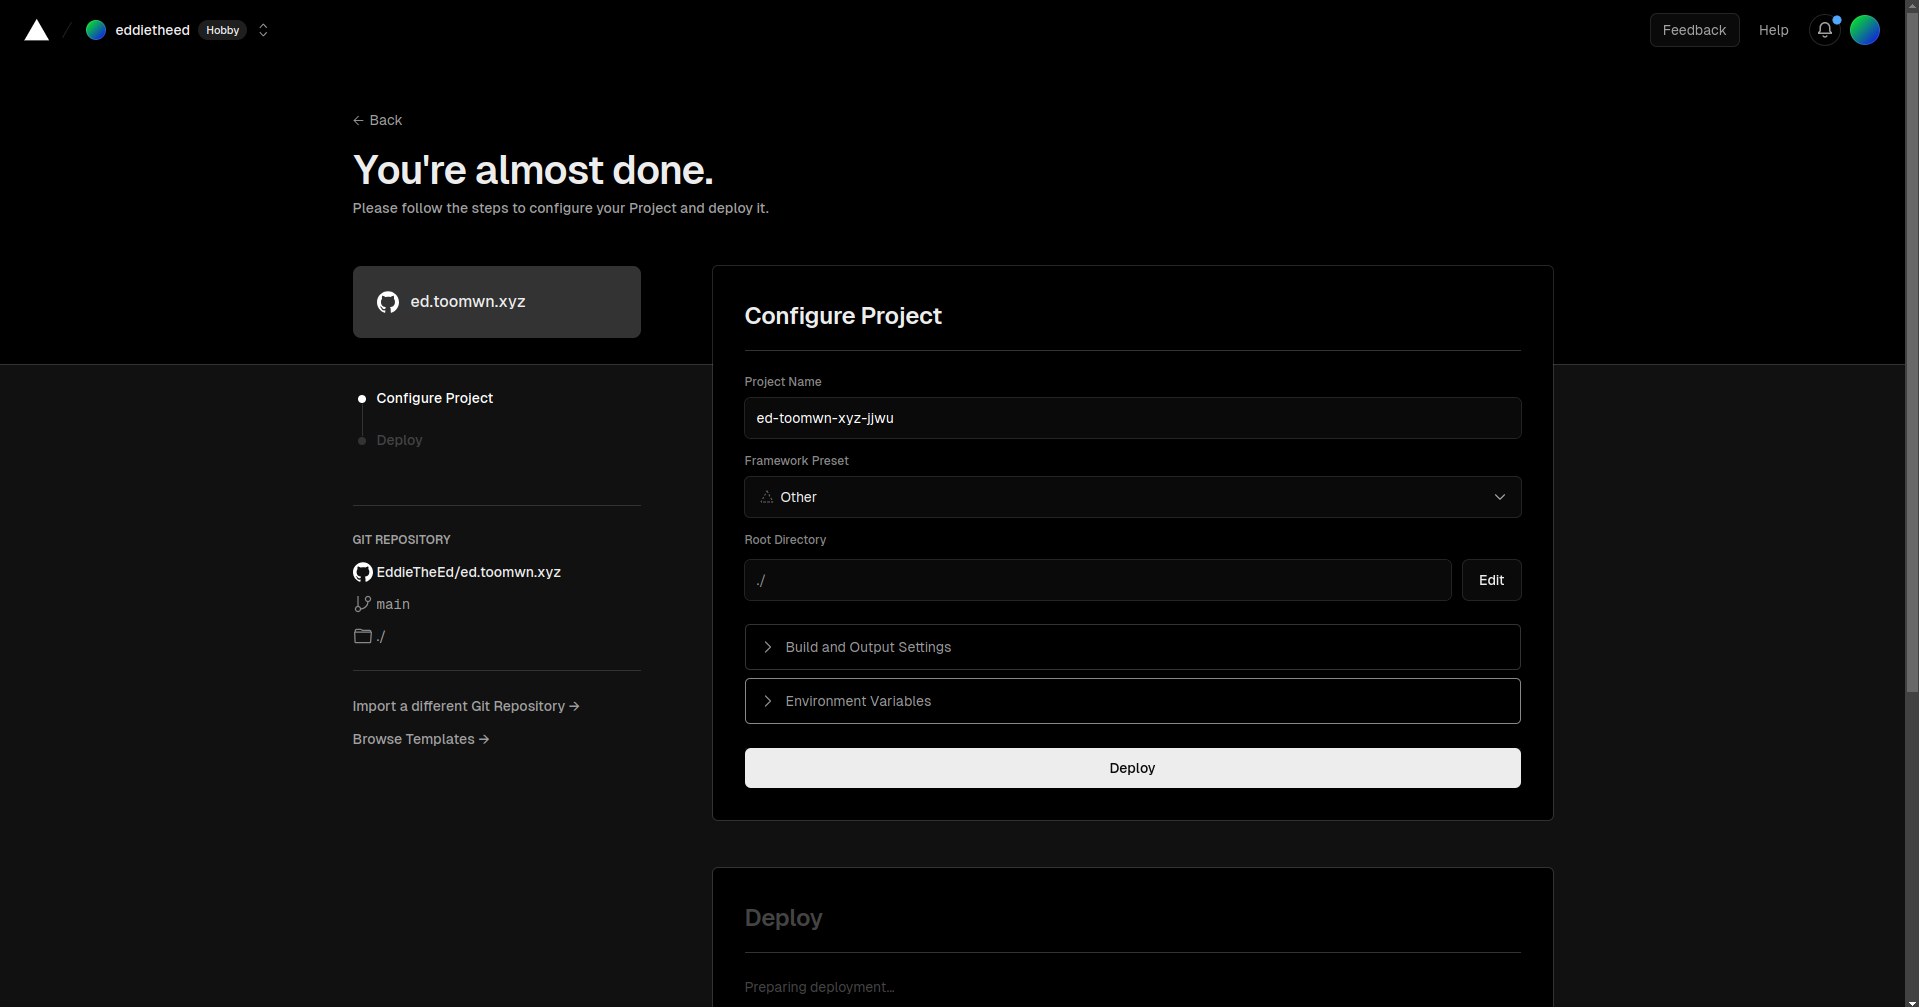 eddietheed Hobby
Feedback Help
← Back
You're almost done.
Please follow the steps to configure your Project and deploy it.
ed.toomwn.xyz
Configure Project
Deploy
GIT REPOSITORY
EddieTheEd/ed.toomwn.xyz
main
./
Import a different Git Repository →
Browse Templates →
Configure Project
Project Name
ed-toomwn-xyz-jjwu
Framework Preset
Other
Root Directory
./ Edit
Build and Output Settings
Environment Variables
Deploy
Deploy
Preparing deployment...